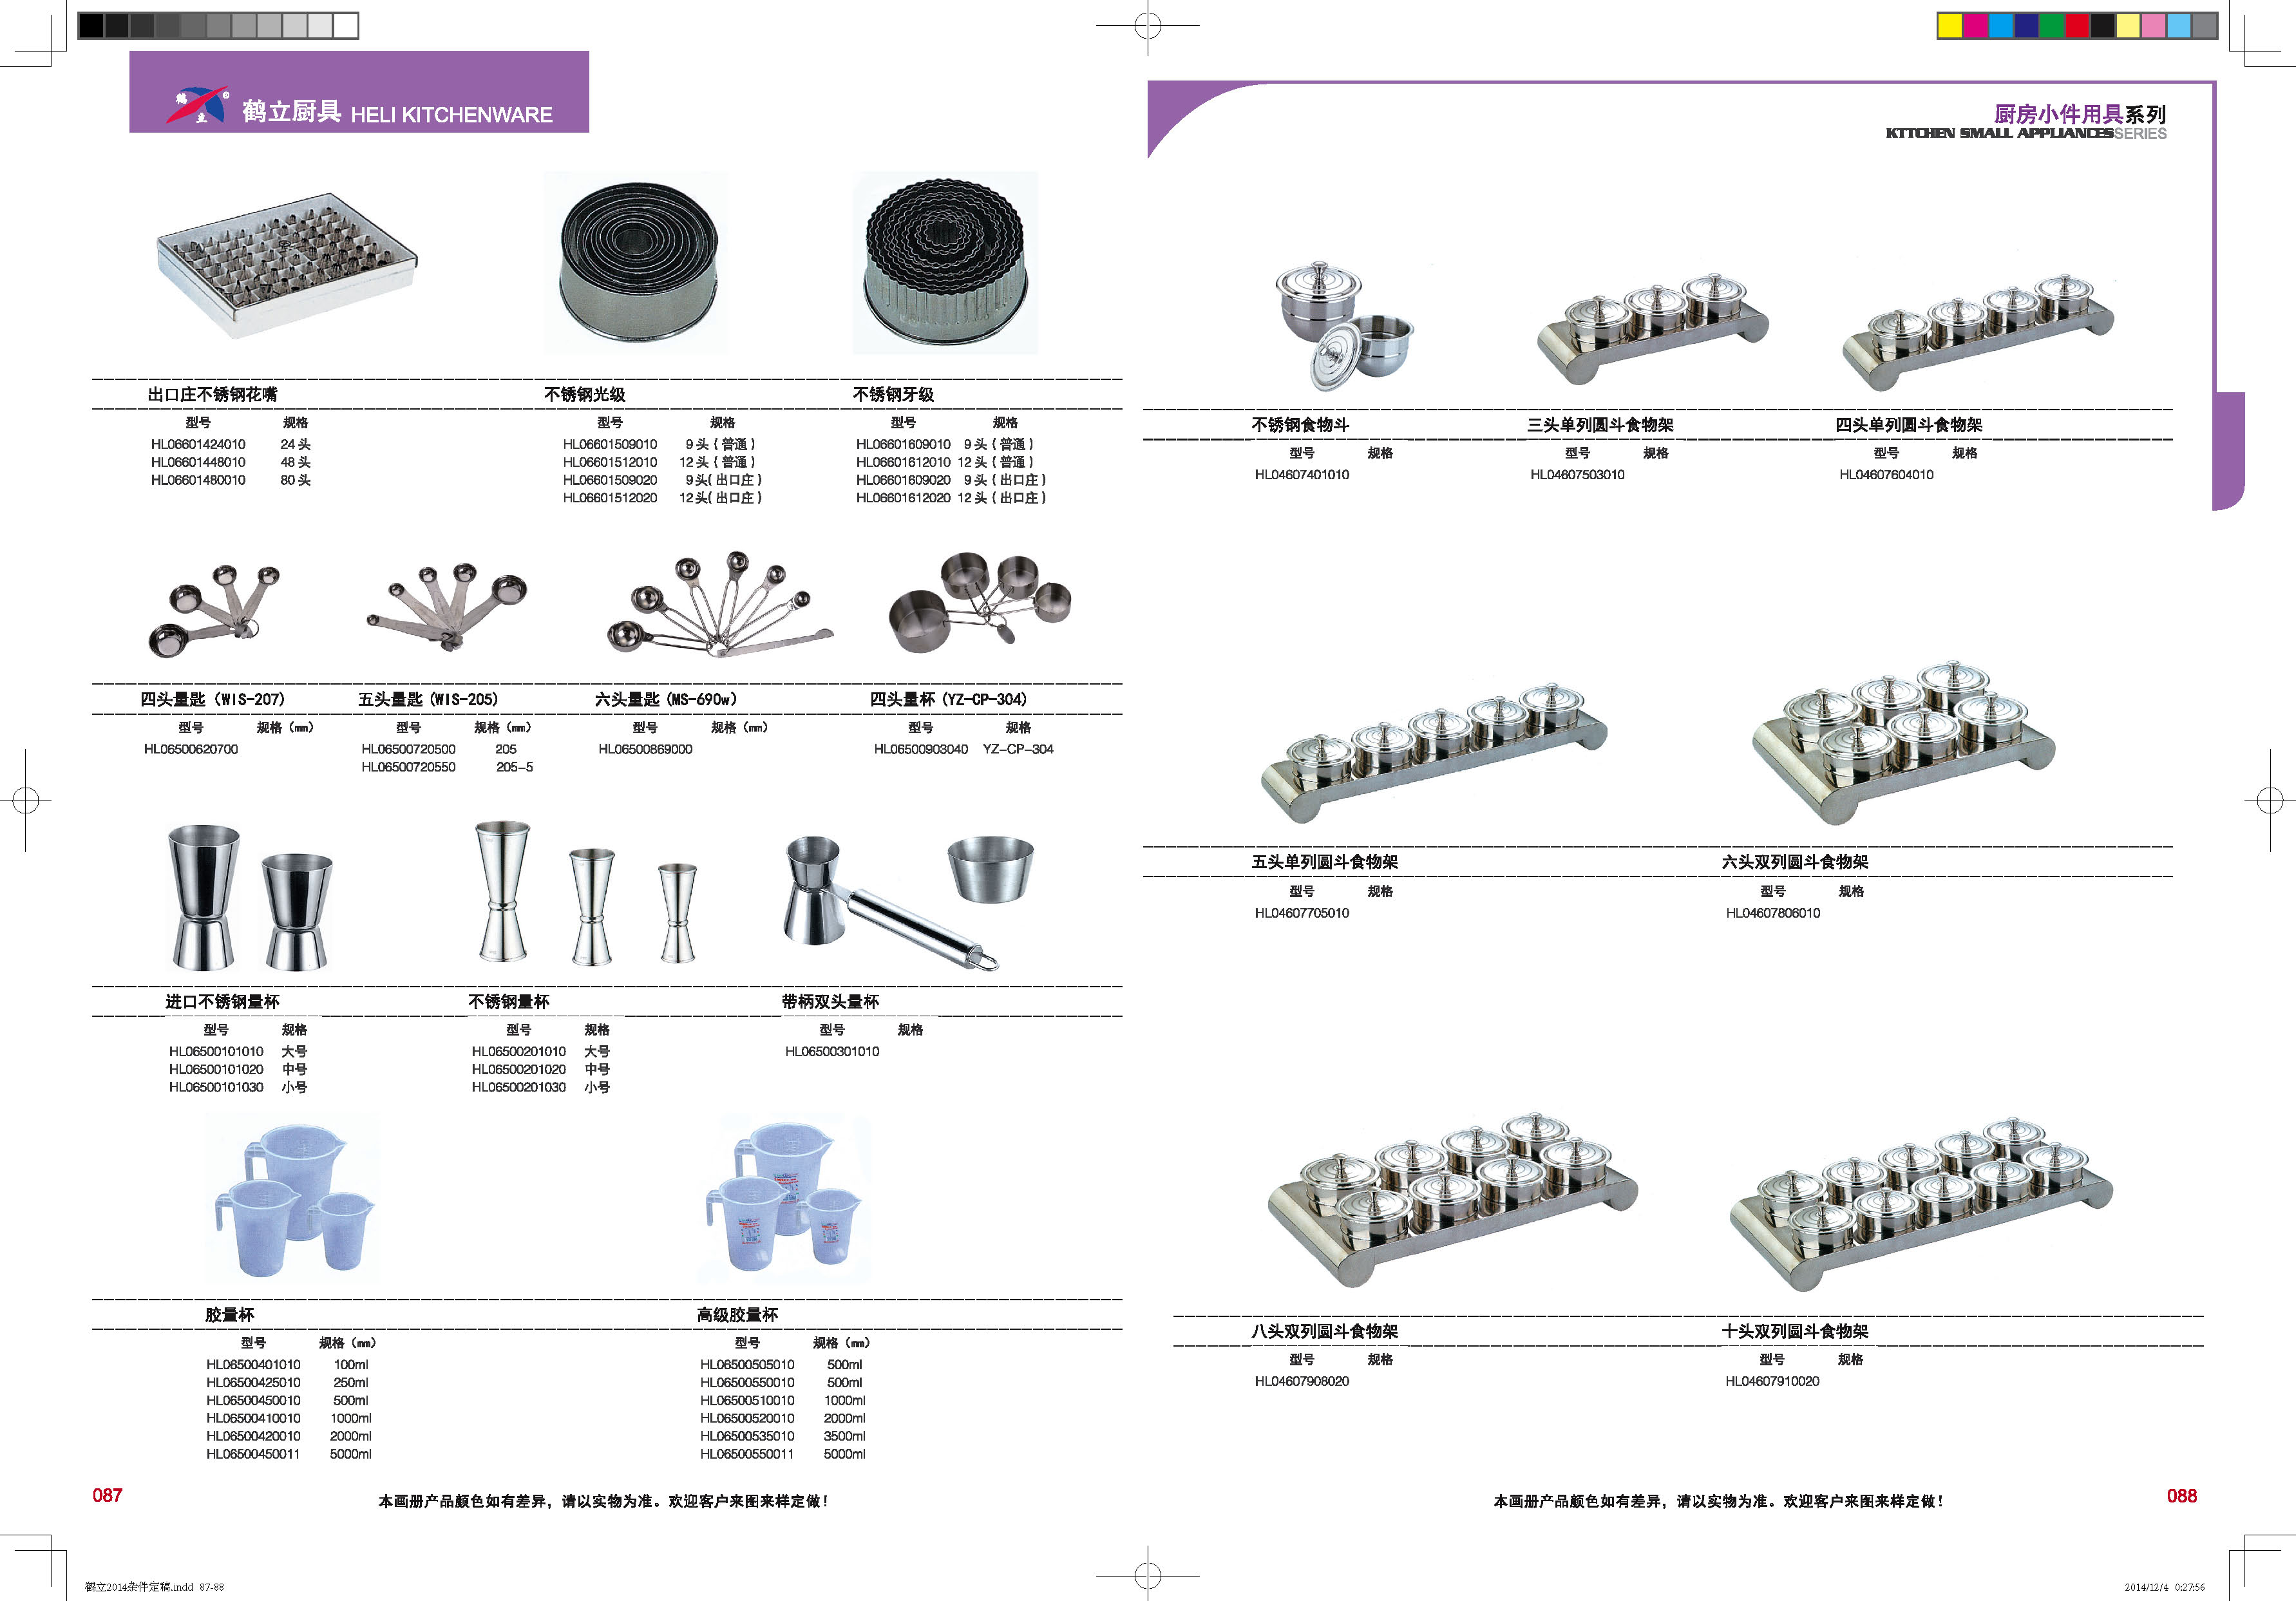 鹤立厨具 HELI KITCHENWARE
出口庄不锈钢花嘴
型号 规格
HL06601424010 24头
HL06601448010 48头
HL06601480010 80头
不锈钢光级
型号 规格
HL06601509010 9头（普通）
HL06601512010 12头（普通）
HL06601509020 9头（出口庄）
HL06601512020 12头（出口庄）
不锈钢牙级
型号 规格
HL06601609010 9头（普通）
HL06601612010 12头（普通）
HL06601609020 9头（出口庄）
HL06601612020 12头（出口庄）
四头量匙（WIS-207）
型号 规格（mm）
HL06500620700
五头量匙（WIS-205）
型号 规格（mm）
HL06500720500 205
HL06500720550 205-5
六头量匙（MS-690w）
型号 规格（mm）
HL06500869000
四头量杯（YZ-CP-304）
型号 规格
HL06500903040 YZ-CP-304
进口不锈钢量杯
型号 规格
HL06500101010 大号
HL06500101020 中号
HL06500101030 小号
不锈钢量杯
型号 规格
HL06500201010 大号
HL06500201020 中号
HL06500201030 小号
带柄双头量杯
型号 规格
HL06500301010
胶量杯
型号 规格（mm）
HL06500401010 100ml
HL06500425010 250ml
HL06500450010 500ml
HL06500410010 1000ml
HL06500420010 2000ml
HL06500450011 5000ml
高级胶量杯
型号 规格（mm）
HL06500505010 500ml
HL06500550010 500ml
HL06500510010 1000ml
HL06500520010 2000ml
HL06500535010 3500ml
HL06500550011 5000ml
087
本画册产品颜色如有差异，请以实物为准。欢迎客户来图来样定做！
厨房小件用具系列
KTTCHEN SMALL APPLIANCESSERIES
不锈钢食物斗
型号 规格
HL04607401010
三头单列圆斗食物架
型号 规格
HL04607503010
四头单列圆斗食物架
型号 规格
HL04607604010
五头单列圆斗食物架
型号 规格
HL04607705010
六头双列圆斗食物架
型号 规格
HL04607806010
八头双列圆斗食物架
型号 规格
HL04607908020
十头双列圆斗食物架
型号 规格
HL04607910020
本画册产品颜色如有差异，请以实物为准。欢迎客户来图来样定做！
088
鹤立2014杂件定稿.indd 87-88
2014/12/4 0:27:56